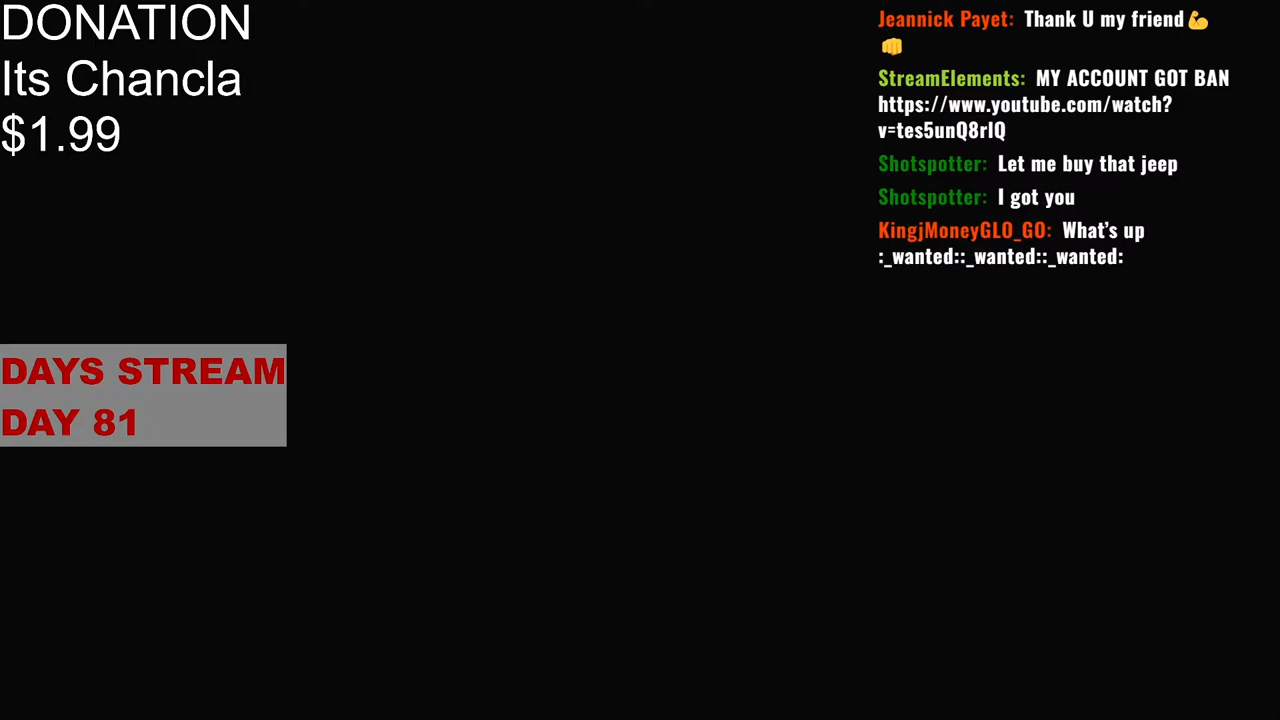 DONATION
Its Chancla
$1.99
Jeannick Payet: Thank U my friend💪
👊
StreamElements: MY ACCOUNT GOT BAN
https://www.youtube.com/watch?
v=tes5unQ8rlQ
Shotspotter: Let me buy that jeep
Shotspotter: I got you
KingjMoneyGLO_GO: What’s up
:_wanted::_wanted::_wanted:
DAYS STREAM
DAY 81